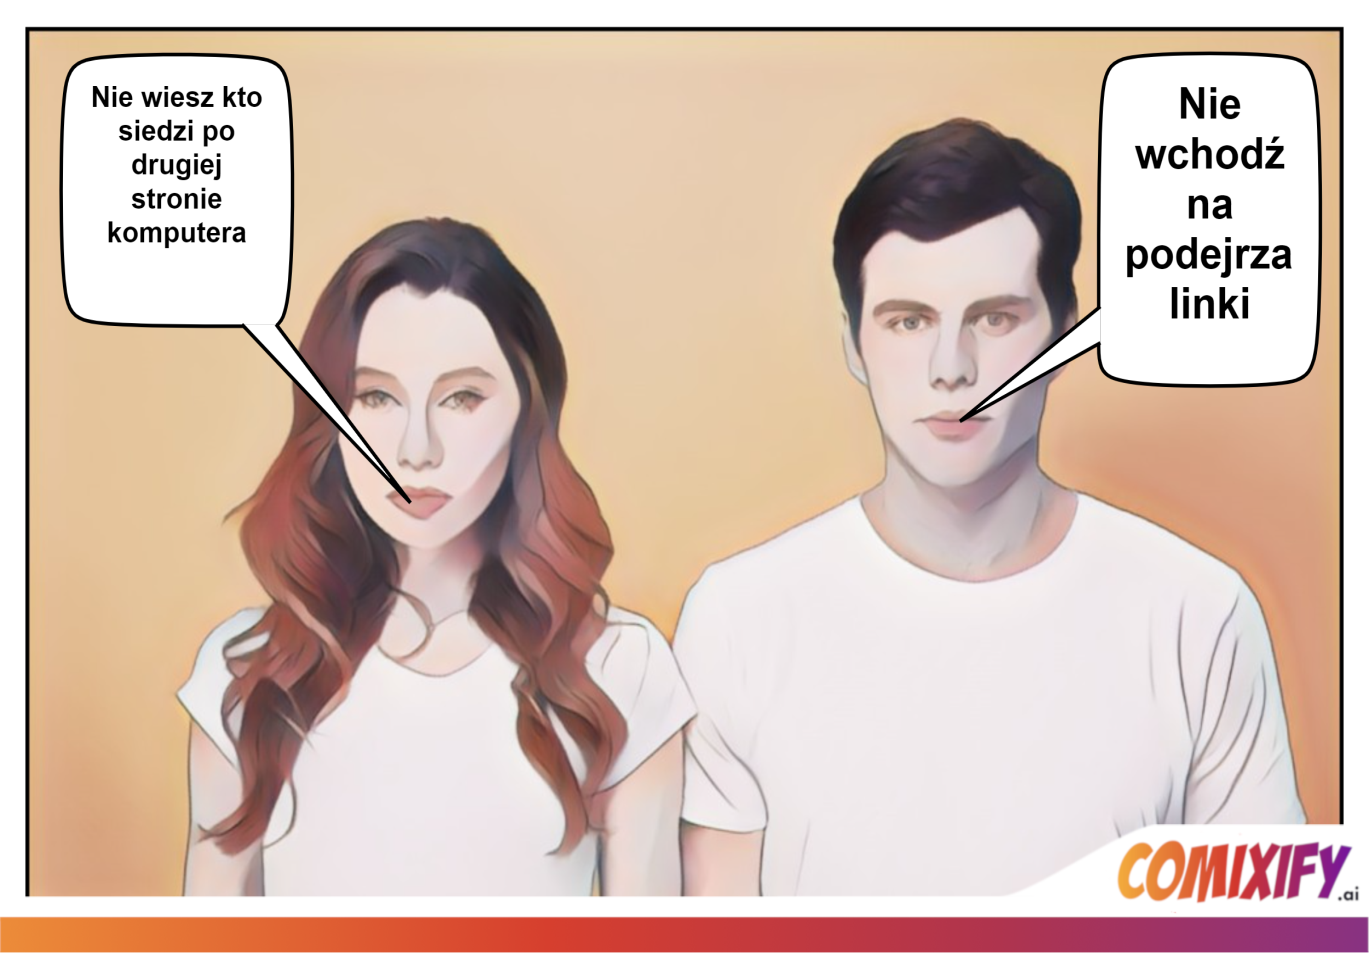 Nie wiesz kto
siedzi po
drugiej
stronie
komputera
Nie
wchodź
na
podejrza
linki
COMIXIFY.ai